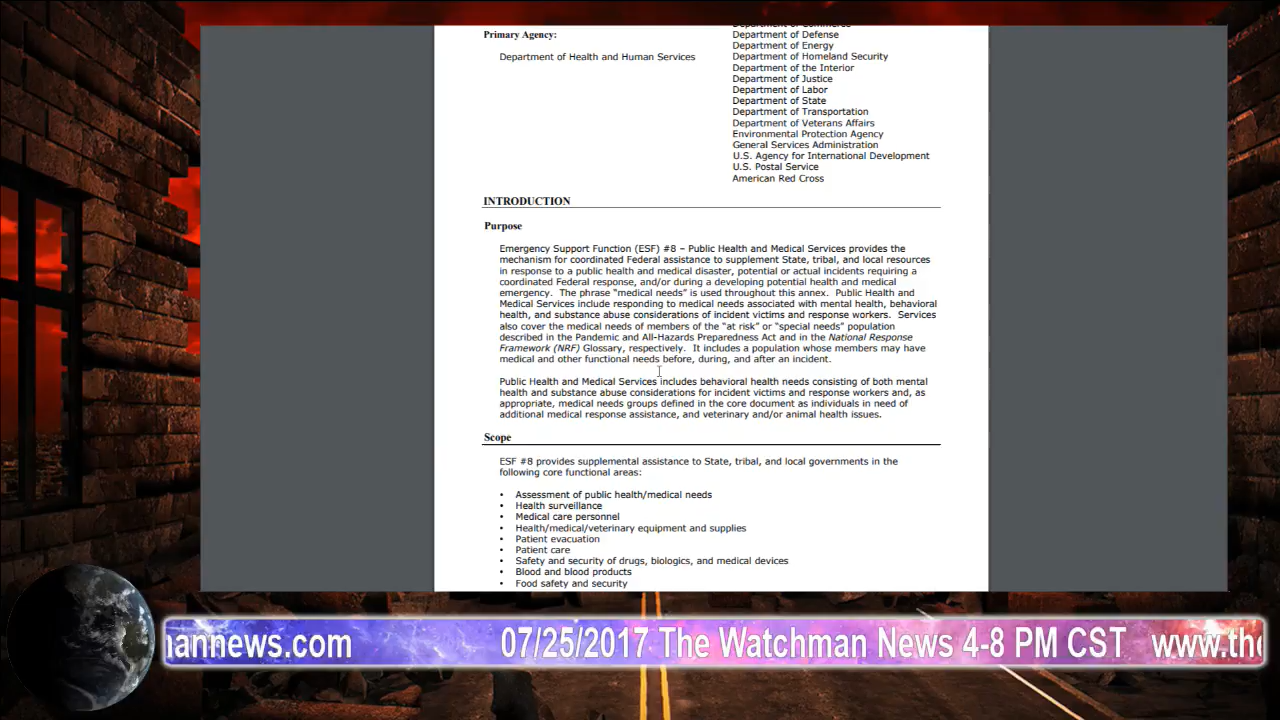 Primary Agency:
Department of Health and Human Services
Department of Commerce
Department of Defense
Department of Energy
Department of Homeland Security
Department of the Interior
Department of Justice
Department of Labor
Department of State
Department of Transportation
Department of Veterans Affairs
Environmental Protection Agency
General Services Administration
U.S. Agency for International Development
U.S. Postal Service
American Red Cross
INTRODUCTION
Purpose
Emergency Support Function (ESF) #8 – Public Health and Medical Services provides the
mechanism for coordinated Federal assistance to supplement State, tribal, and local resources
in response to a public health and medical disaster, potential or actual incidents requiring a
coordinated Federal response, and/or during a developing potential health and medical
emergency. The phrase “medical needs” is used throughout this annex. Public Health and
Medical Services include responding to medical needs associated with mental health, behavioral
health, and substance abuse considerations of incident victims and response workers. Services
also cover the medical needs of members of the “at risk” or “special needs” population
described in the Pandemic and All-Hazards Preparedness Act and in the National Response
Framework (NRF) Glossary, respectively. It includes a population whose members may have
medical and other functional needs before, during, and after an incident.
Public Health and Medical Services includes behavioral health needs consisting of both mental
health and substance abuse considerations for incident victims and response workers and, as
appropriate, medical needs groups defined in the core document as individuals in need of
additional medical response assistance, and veterinary and/or animal health issues.
Scope
ESF #8 provides supplemental assistance to State, tribal, and local governments in the
following core functional areas:
• Assessment of public health/medical needs
• Health surveillance
• Medical care personnel
• Health/medical/veterinary equipment and supplies
• Patient evacuation
• Patient care
• Safety and security of drugs, biologics, and medical devices
• Blood and blood products
• Food safety and security
annews.com 07/25/2017 The Watchman News 4-8 PM CST www.the